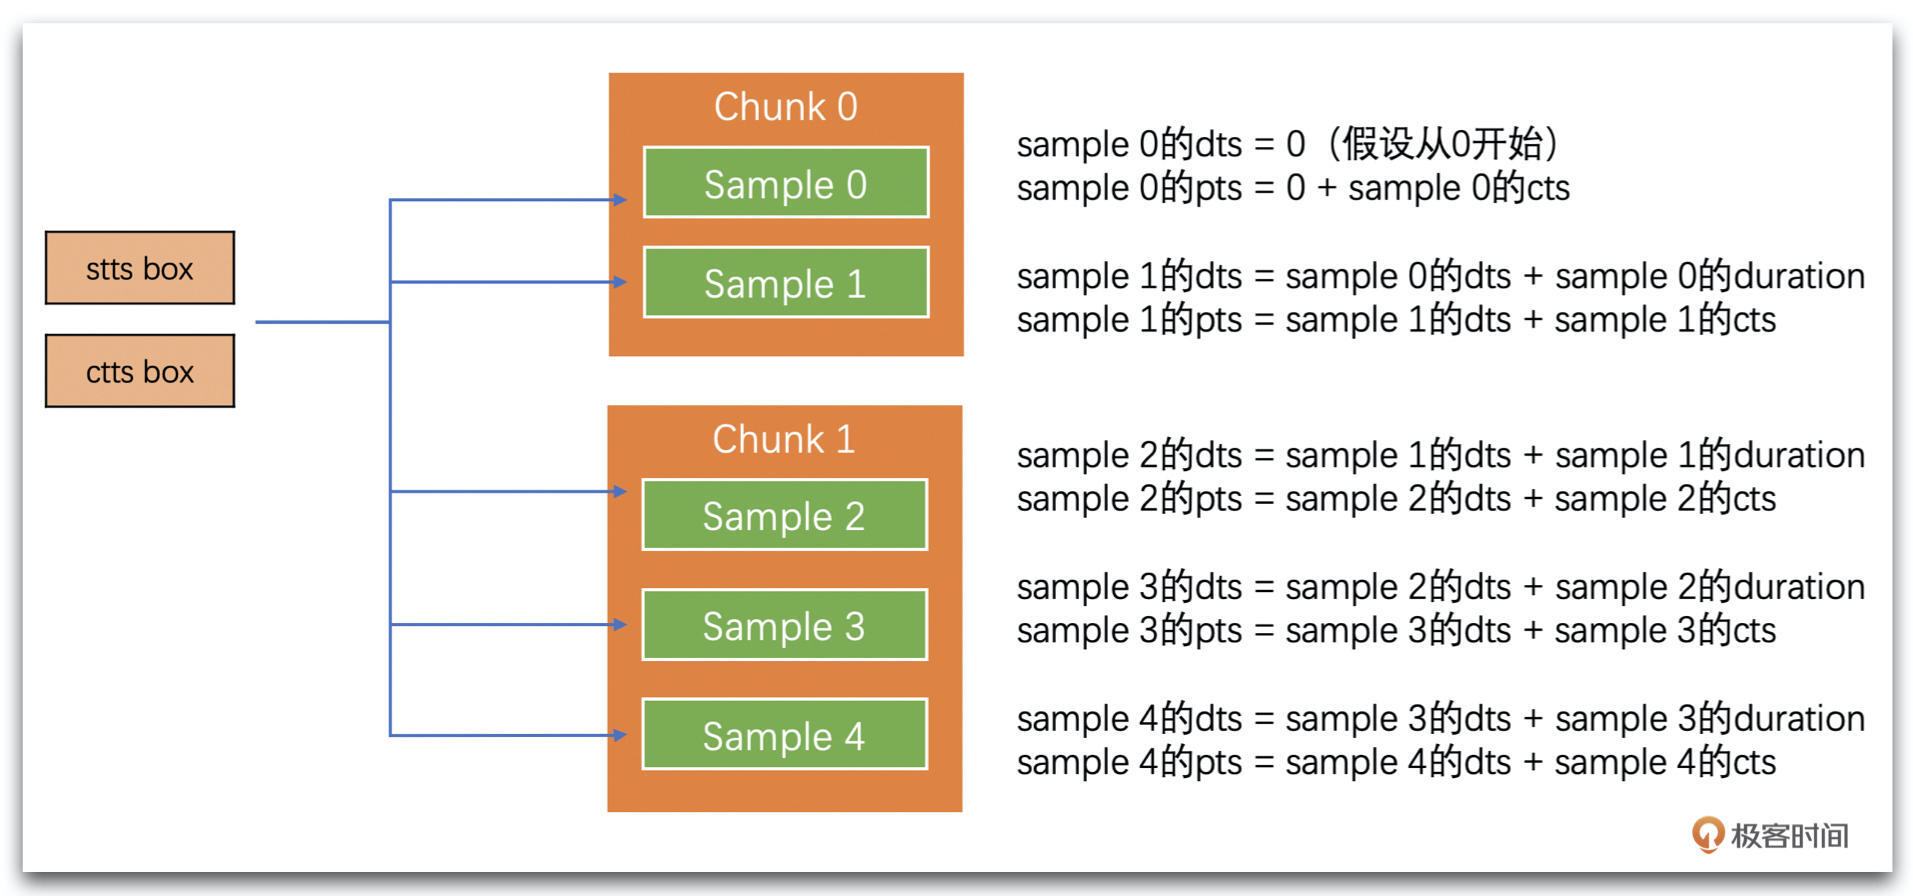 stts box
ctts box
Chunk 0
Sample 0
Sample 1
sample 0的dts = 0（假设从0开始）
sample 0的pts = 0 + sample 0的cts
sample 1的dts = sample 0的dts + sample 0的duration
sample 1的pts = sample 1的dts + sample 1的cts
Chunk 1
Sample 2
Sample 3
Sample 4
sample 2的dts = sample 1的dts + sample 1的duration
sample 2的pts = sample 2的dts + sample 2的cts
sample 3的dts = sample 2的dts + sample 2的duration
sample 3的pts = sample 3的dts + sample 3的cts
sample 4的dts = sample 3的dts + sample 3的duration
sample 4的pts = sample 4的dts + sample 4的cts
极客时间